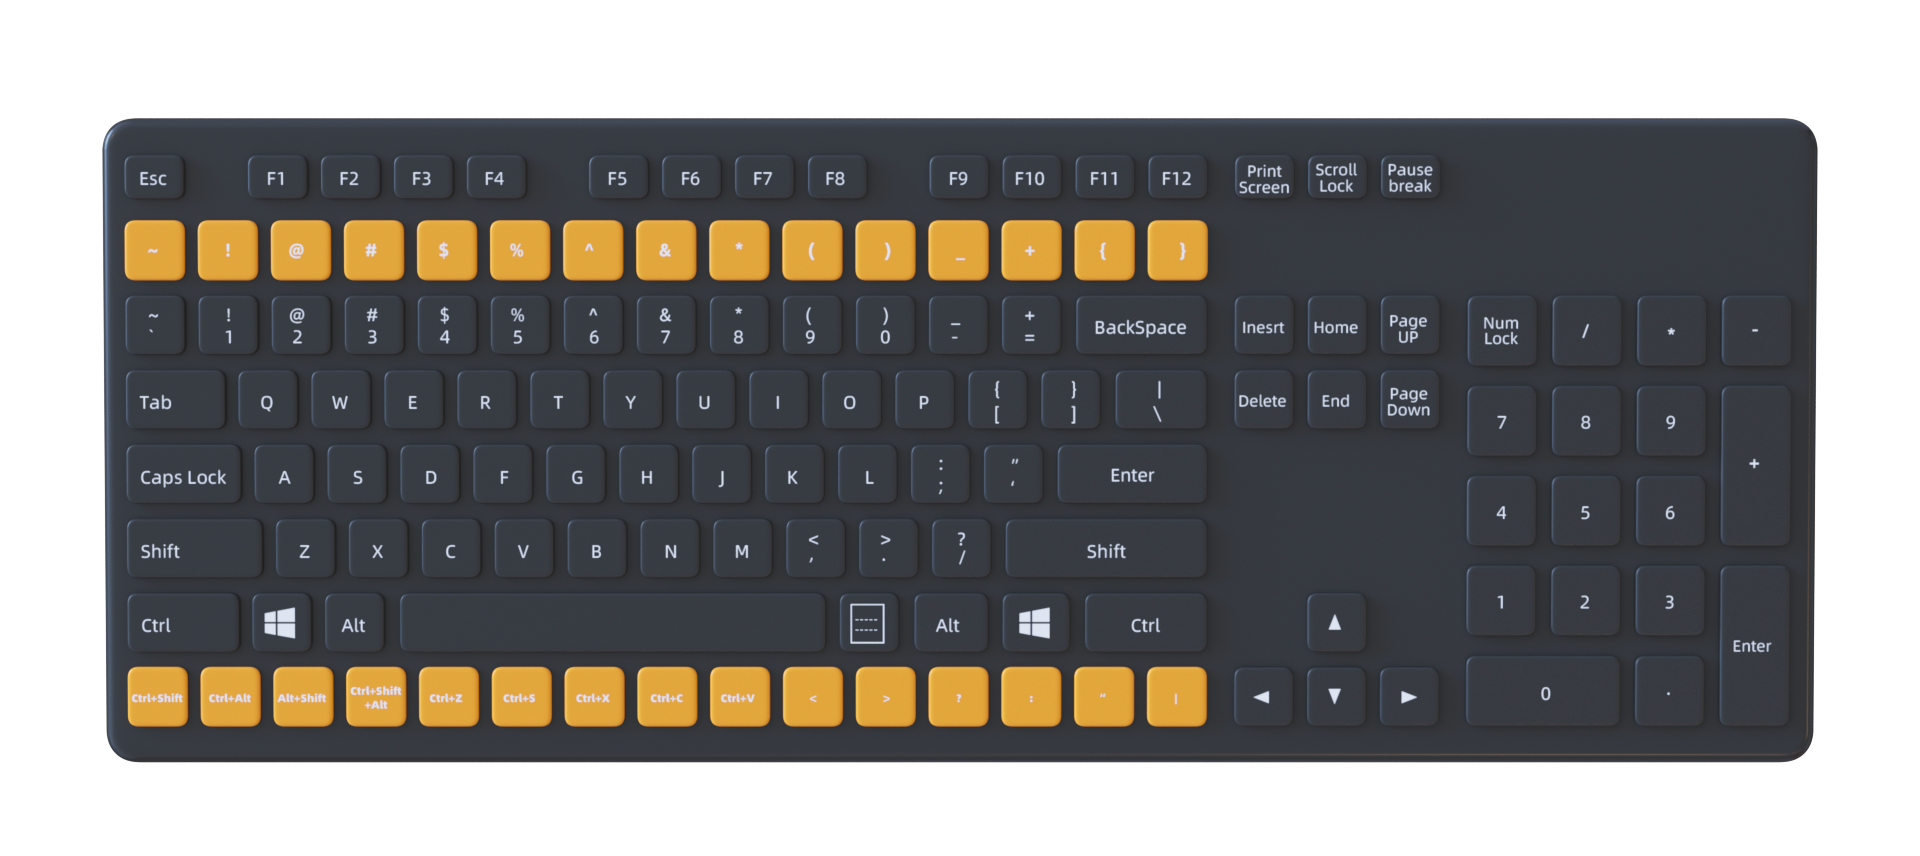 Esc F1 F2 F3 F4 F5 F6 F7 F8 F9 F10 F11 F12 Print Screen Scroll Lock Pause break
~ ! @ # $ % ^ & * ( ) _ + { }
~ ! @ # $ % ^ & * ( ) _ +
` 1 2 3 4 5 6 7 8 9 0 - = BackSpace Inesrt Home Page UP Num Lock / * -
Tab Q W E R T Y U I O P { [ } ] | \ Delete End Page Down 7 8 9 +
Caps Lock A S D F G H J K L : ; " ' Enter 4 5 6
Shift Z X C V B N M < , > . ? / Shift 1 2 3 Enter
Ctrl Alt Alt Ctrl
Ctrl+Shift Ctrl+Alt Alt+Shift Ctrl+Shift +Alt Ctrl+Z Ctrl+S Ctrl+X Ctrl+C Ctrl+V < > ? : “ | 0 .